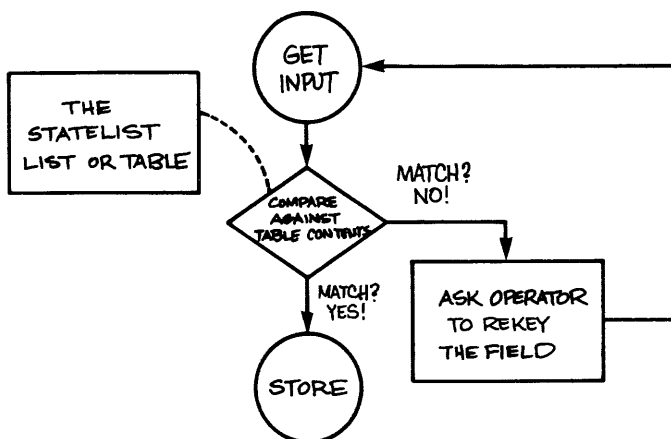 GET
INPUT
THE
STATELIST
LIST OR TABLE
COMPARE
AGAINST
TABLE CONTENTS
MATCH?
NO!
MATCH?
YES!
ASK OPERATOR
TO REKEY
THE FIELD
STORE